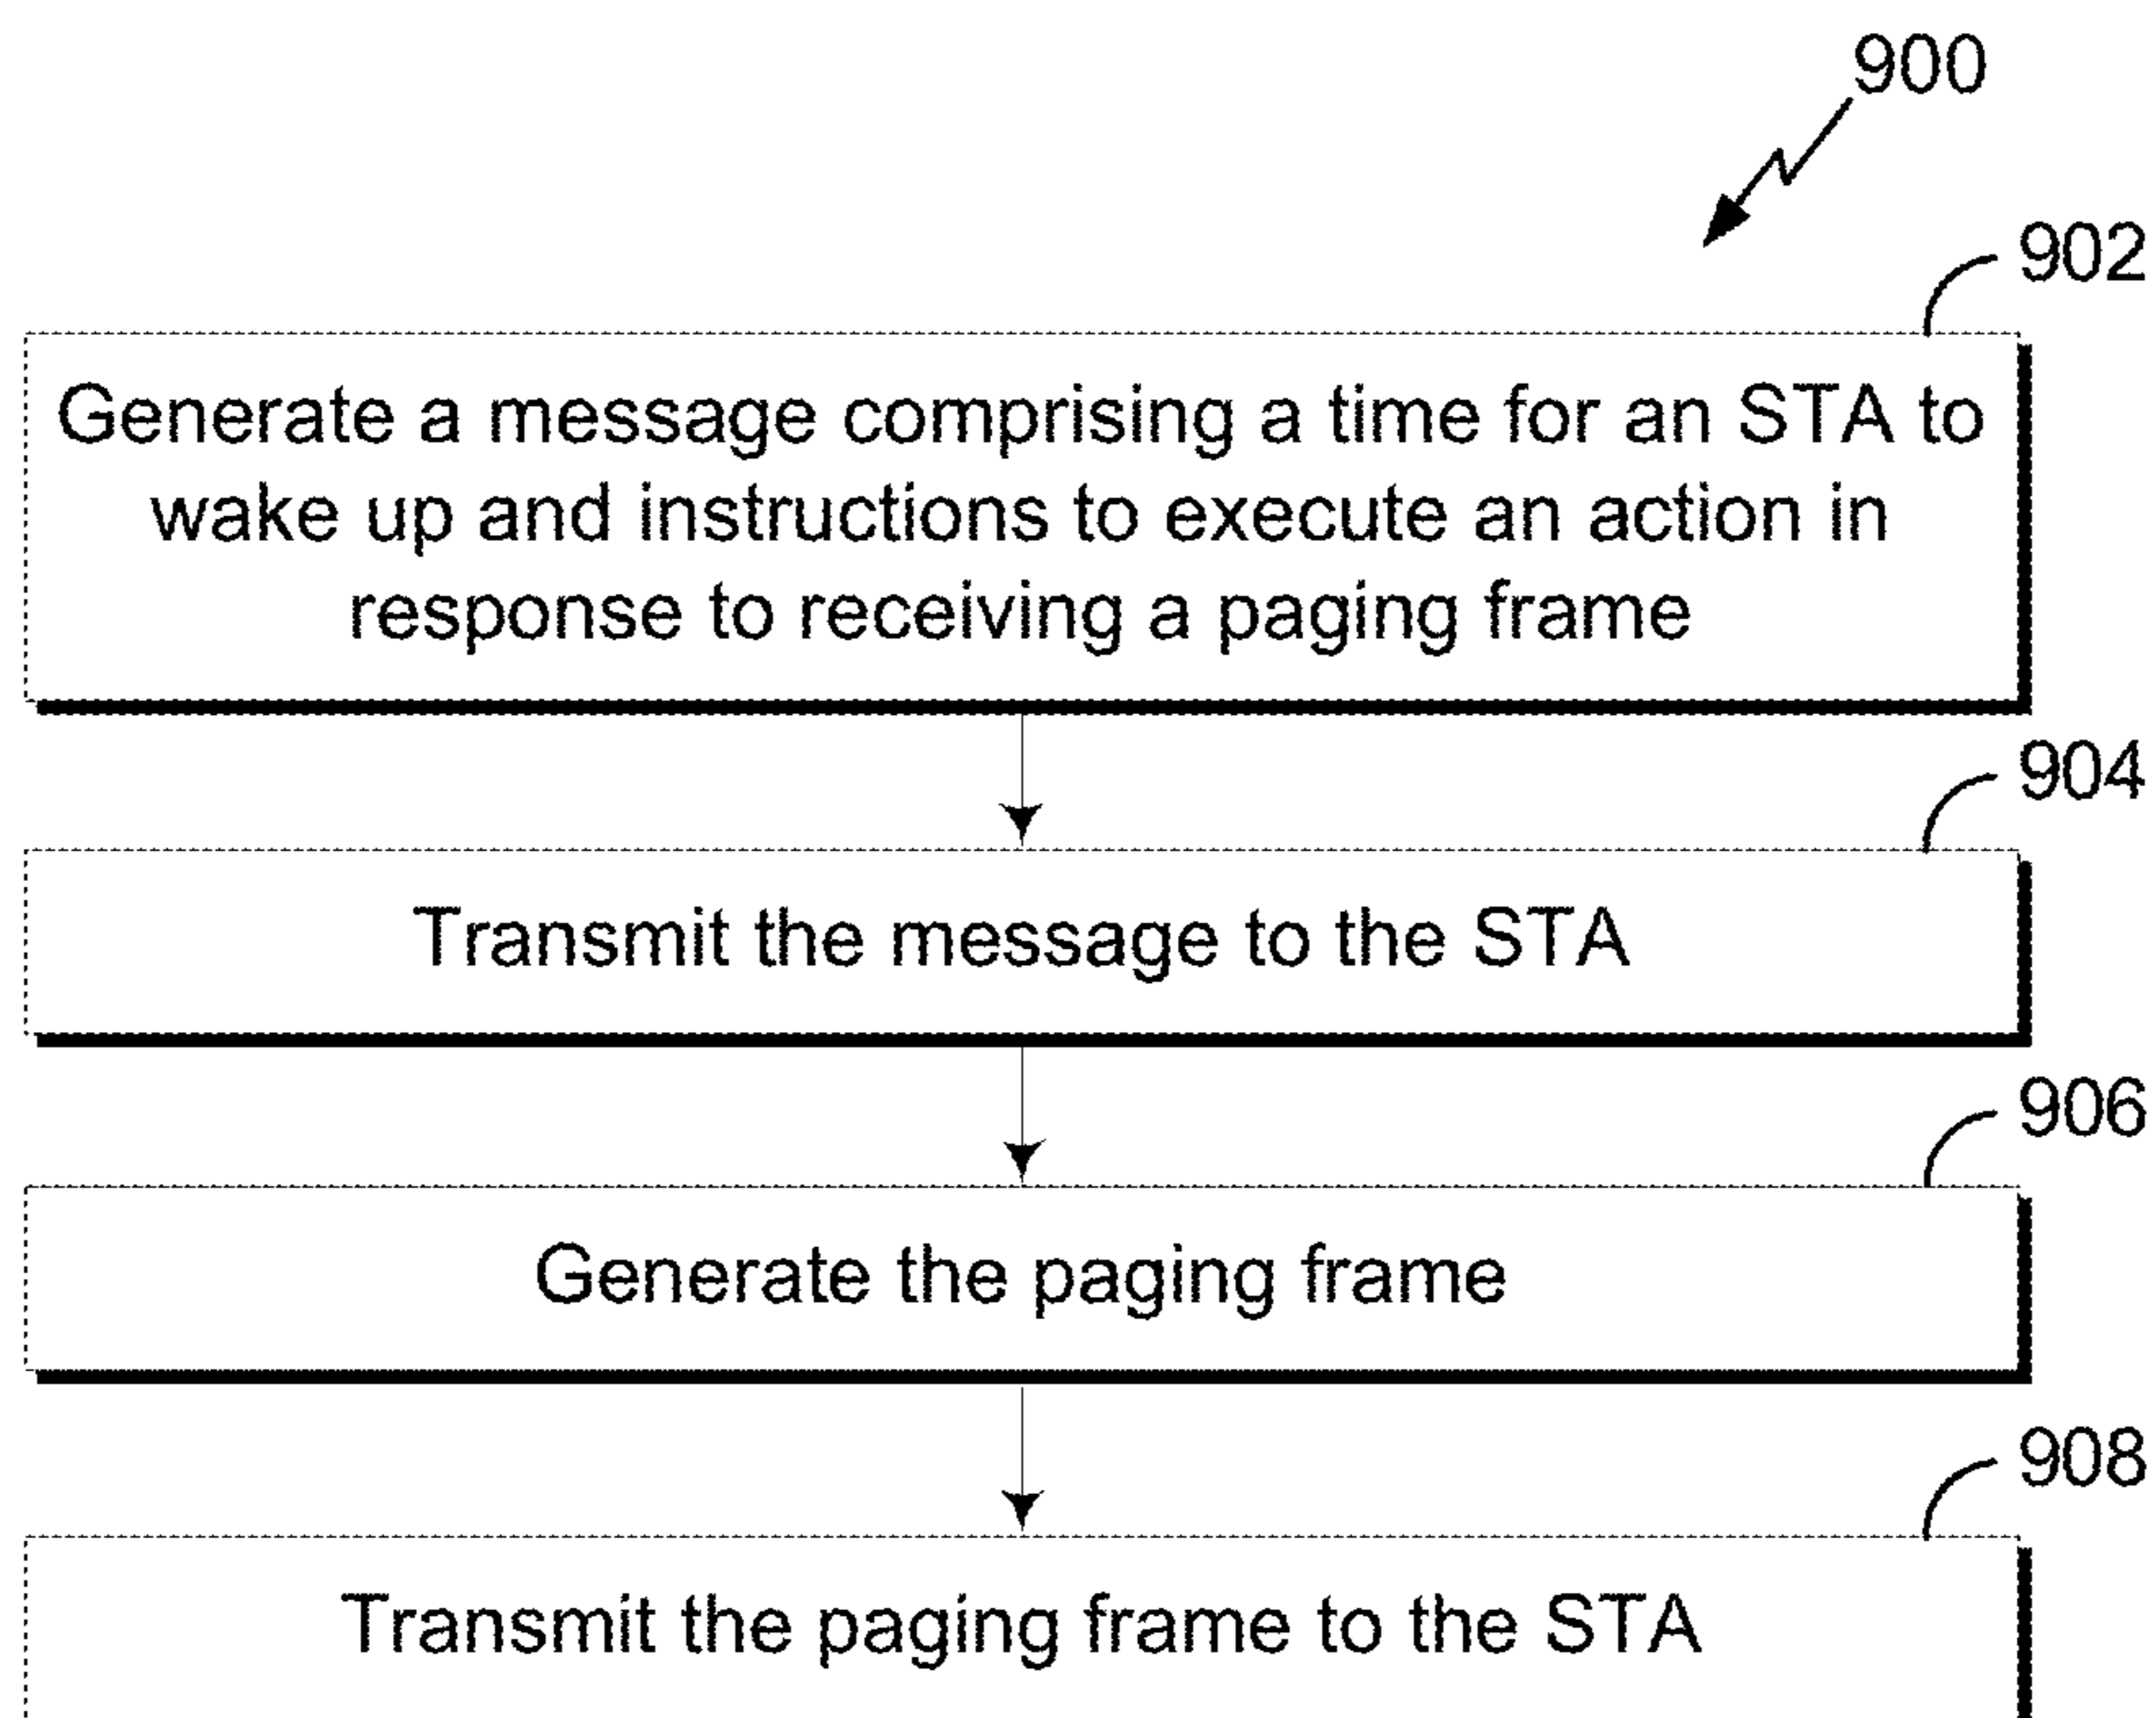 900
902
Generate a message comprising a time for an STA to
wake up and instructions to execute an action in
response to receiving a paging frame
904
Transmit the message to the STA
906
Generate the paging frame
908
Transmit the paging frame to the STA